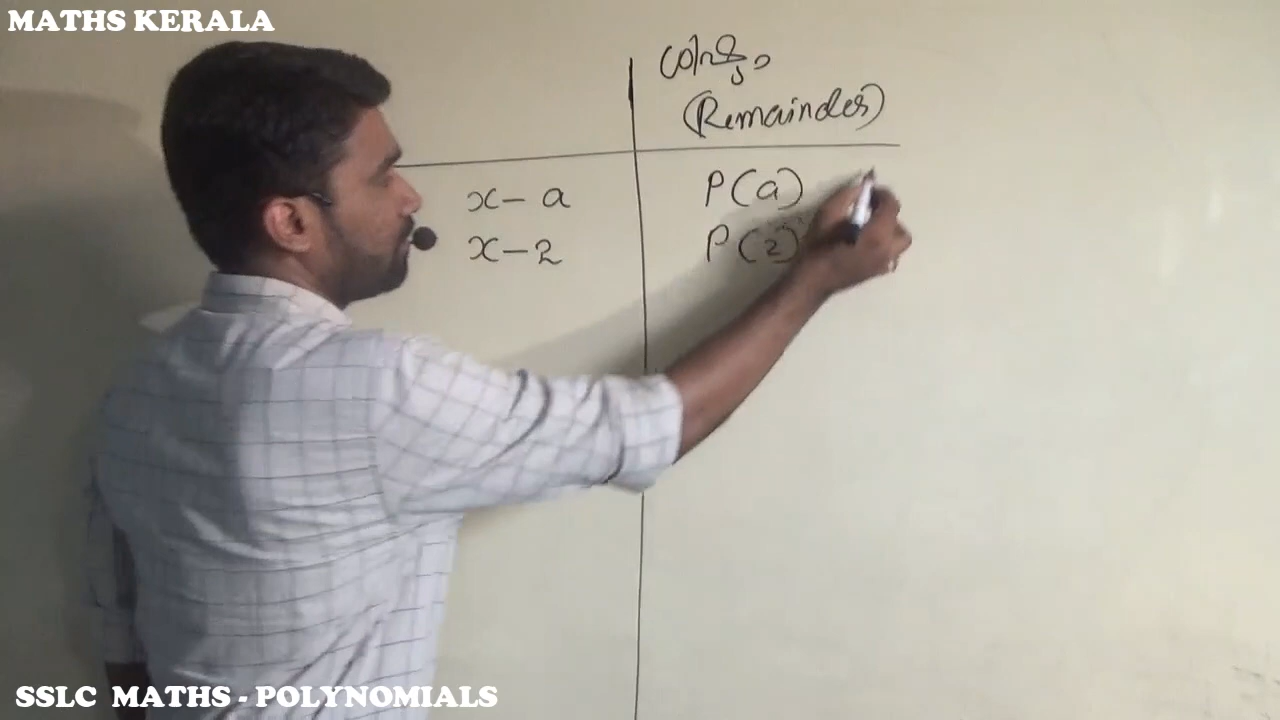 MATHS KERALA
ശിഷ്ടം
(Remainder)
x - a P(a)
x - 2 P(2)
SSLC MATHS - POLYNOMIALS